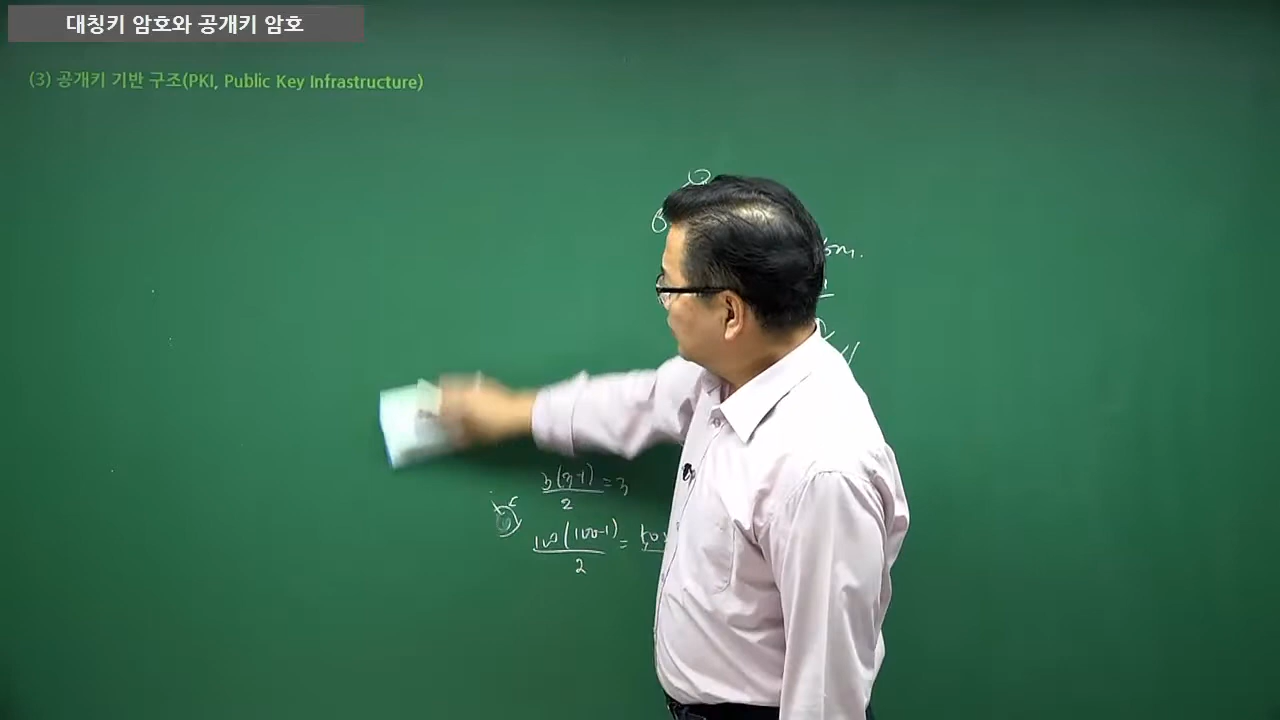 대칭키 암호와 공개키 암호
(3) 공개키 기반 구조(PKI, Public Key Infrastructure)
B
3(3-1)
2
= 3
100(100-1)
2
=